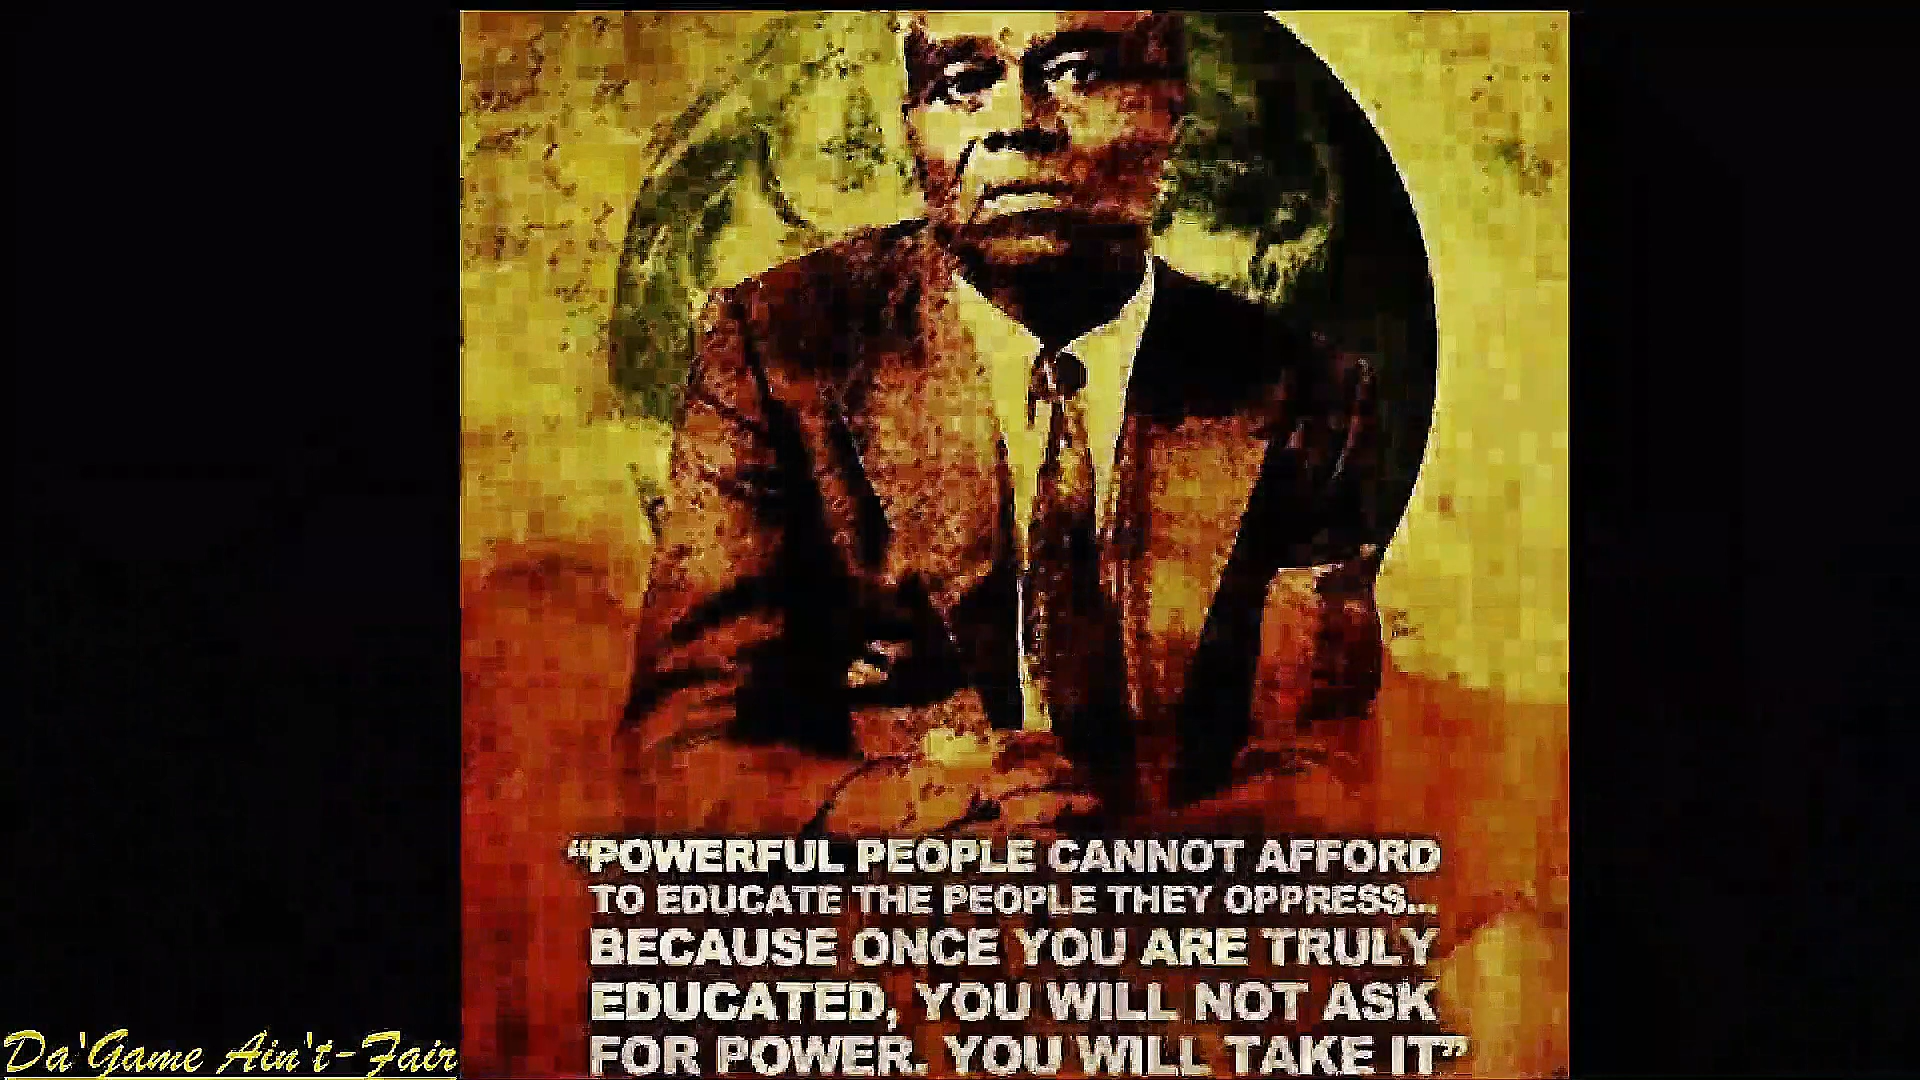 “POWERFUL PEOPLE CANNOT AFFORD
TO EDUCATE THE PEOPLE THEY OPPRESS...
BECAUSE ONCE YOU ARE TRULY
EDUCATED, YOU WILL NOT ASK
FOR POWER. YOU WILL TAKE IT”
Da'Game Ain't-Fair